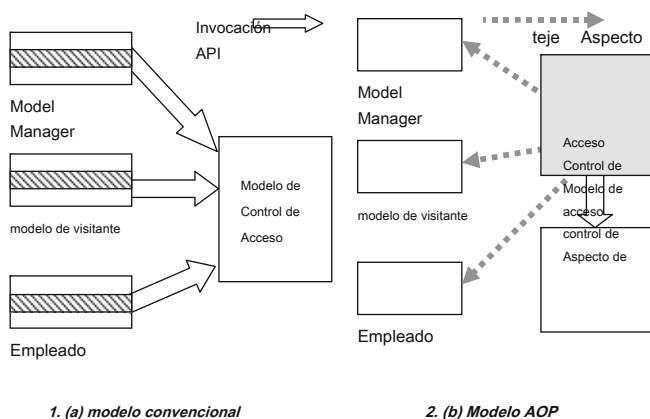 Invocación
API
Model
Manager
modelo de visitante
Empleado
Modelo de
Control de
Acceso
1. (a) modelo convencional
teje Aspecto
Model
Manager
modelo de visitante
Empleado
Acceso
Control de
Modelo de
acceso
control de
Aspecto de
2. (b) Modelo AOP